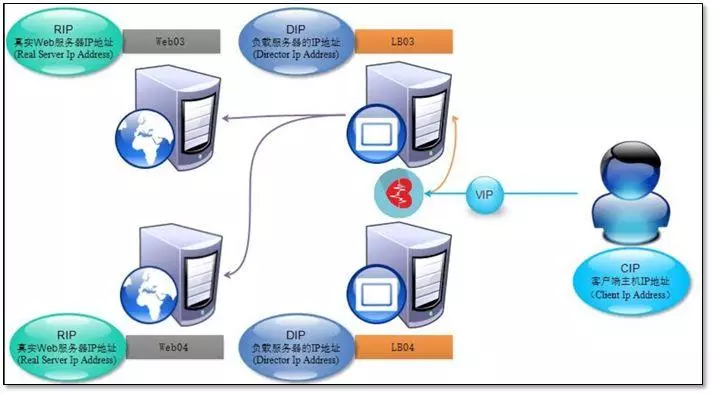 RIP
真实Web服务器IP地址
(Real Server Ip Address)
Web03
DIP
负载服务器的IP地址
(Director Ip Address)
LB03
VIP
CIP
客户端主机IP地址
（Client Ip Address）
RIP
真实Web服务器IP地址
(Real Server Ip Address)
Web04
DIP
负载服务器的IP地址
(Director Ip Address)
LB04